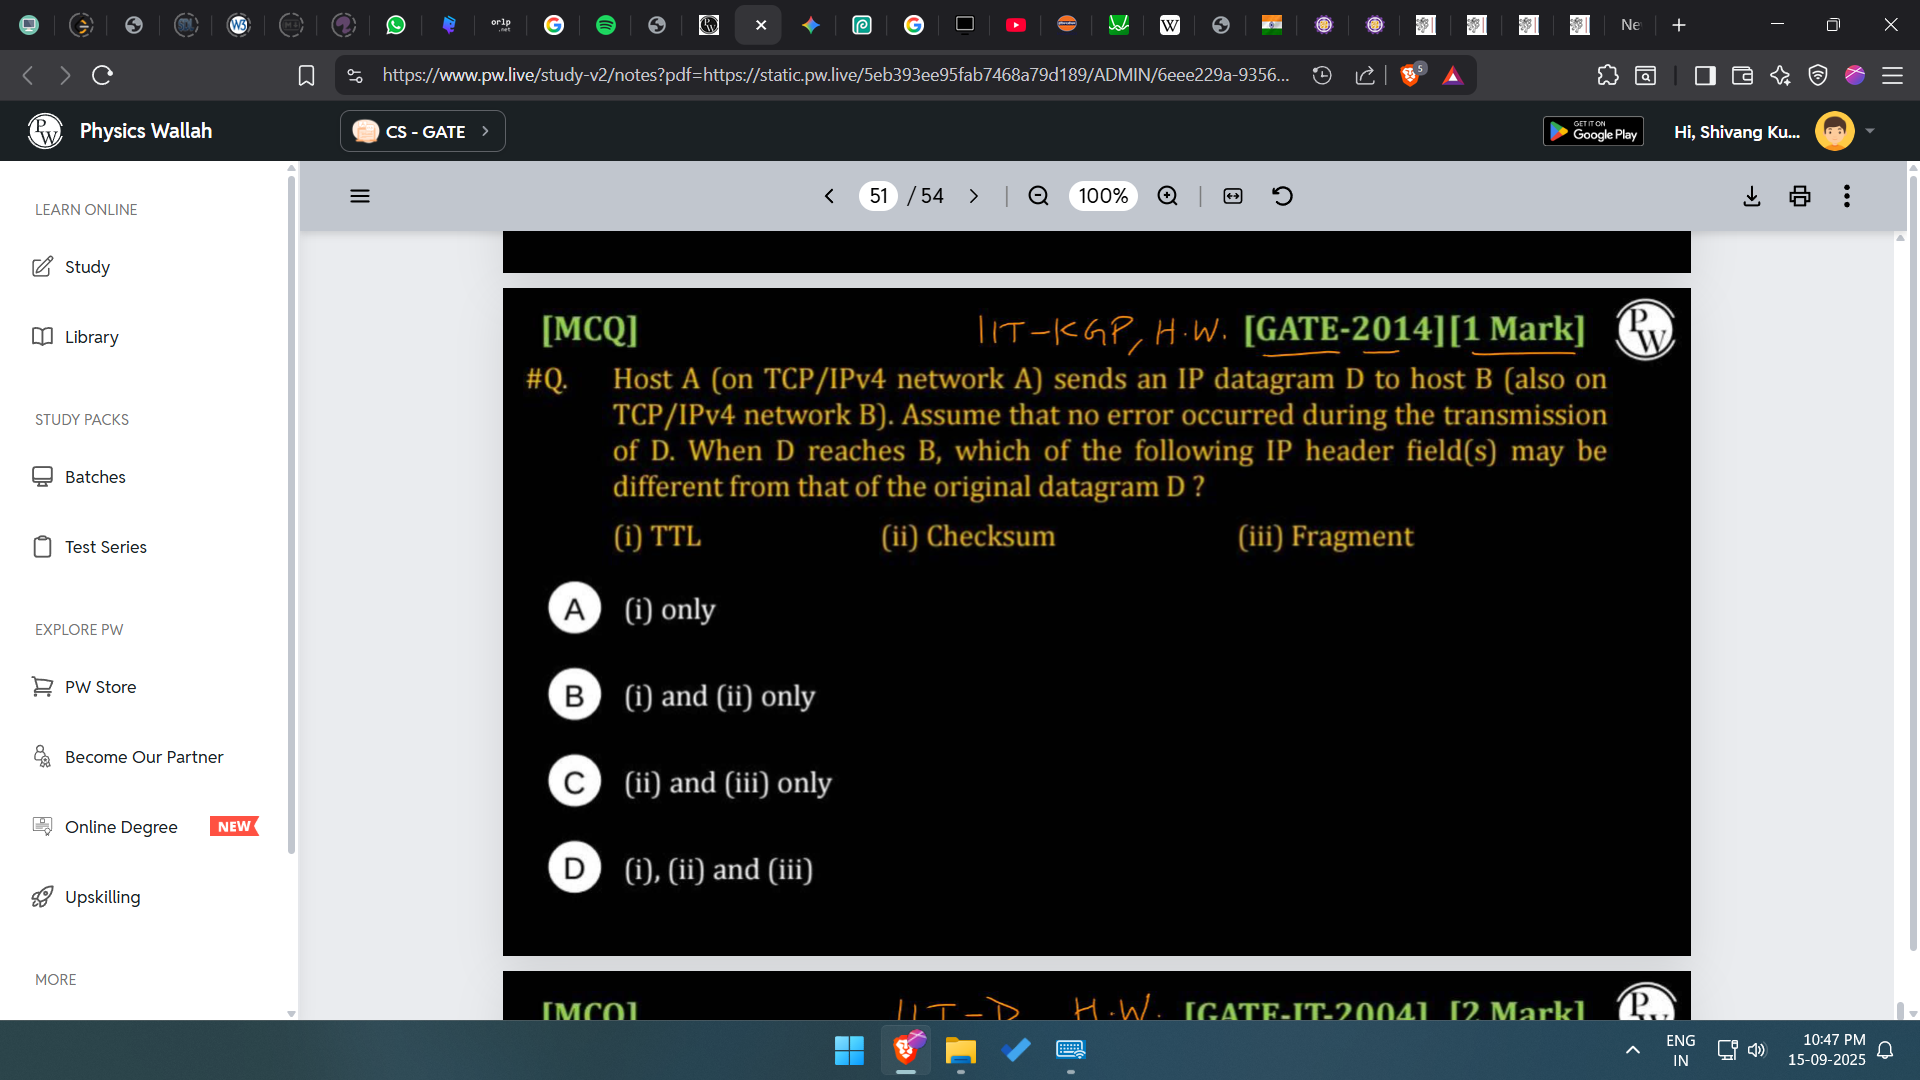 orlp
.net
Ne
https://www.pw.live/study-v2/notes?pdf=https://static.pw.live/5eb393ee95fab7468a79d189/ADMIN/6eee229a-9356...
5
PW
Physics Wallah
CS - GATE
GET IT ON
Google Play
Hi, Shivang Ku...
LEARN ONLINE
Study
Library
STUDY PACKS
Batches
Test Series
EXPLORE PW
PW Store
Become Our Partner
Online Degree NEW
Upskilling
MORE
51 / 54
100%
[MCQ] IIT-KGP, H.W. [GATE-2014][1 Mark]
PW
#Q. Host A (on TCP/IPv4 network A) sends an IP datagram D to host B (also on
TCP/IPv4 network B). Assume that no error occurred during the transmission
of D. When D reaches B, which of the following IP header field(s) may be
different from that of the original datagram D ?
(i) TTL (ii) Checksum (iii) Fragment
A (i) only
B (i) and (ii) only
C (ii) and (iii) only
D (i), (ii) and (iii)
[MCQ] IIT-D H.W. [GATE-IT-2004] [2 Mark]
PW
ENG
IN
10:47 PM
15-09-2025